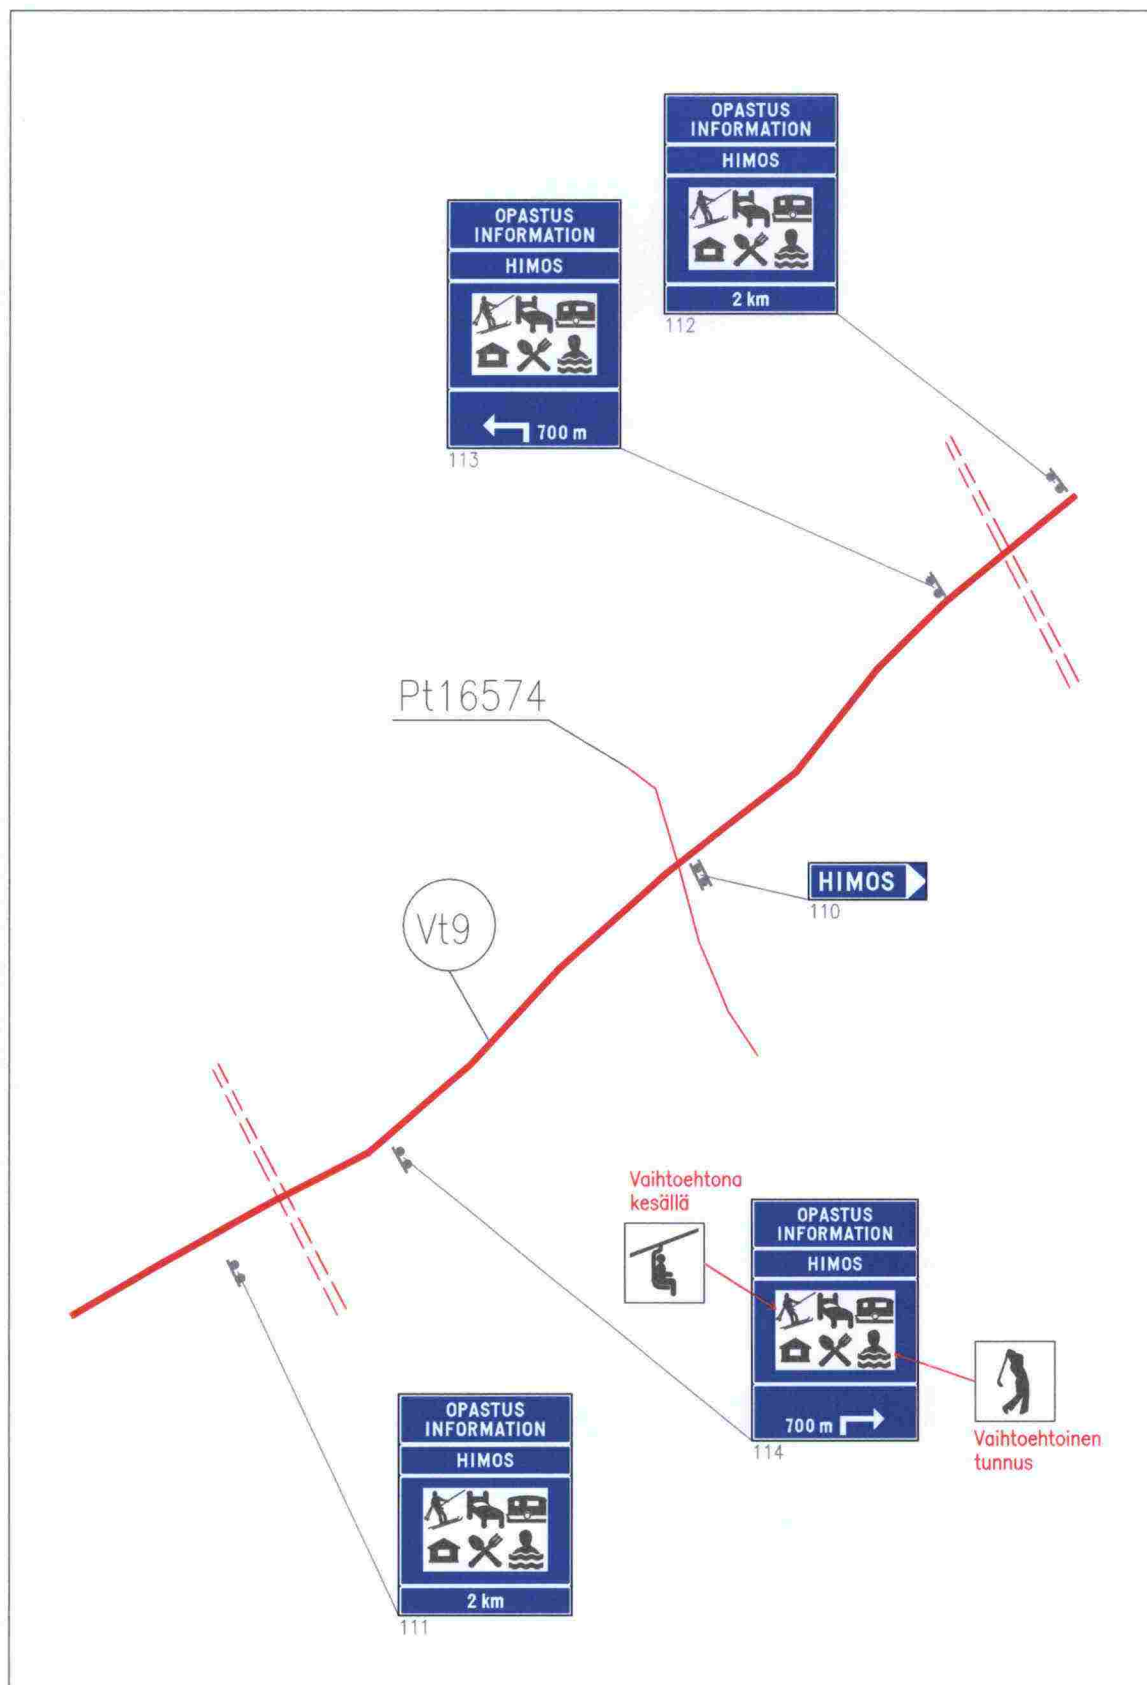 OPASTUS
INFORMATION
HIMOS
2 km
112
OPASTUS
INFORMATION
HIMOS
700 m
113
Pt16574
HIMOS
110
Vt9
Vaihtoehtona
kesällä
OPASTUS
INFORMATION
HIMOS
700 m
114
Vaihtoehtoinen
tunnus
OPASTUS
INFORMATION
HIMOS
2 km
111